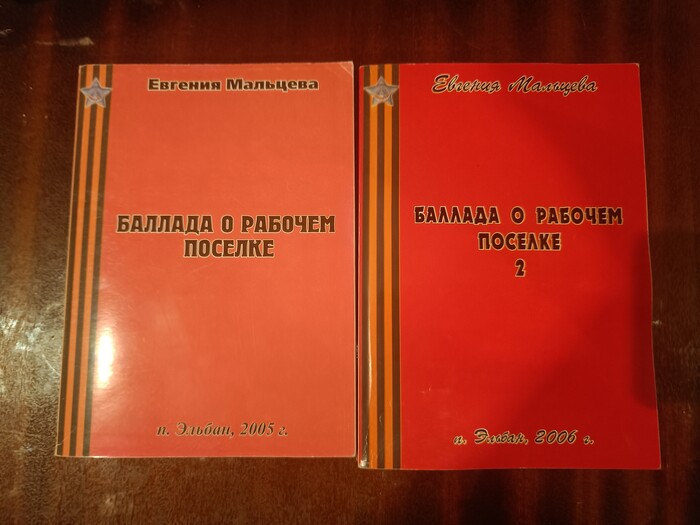 Евгения Мальцева
БАЛЛАДА О РАБОЧЕМ
ПОСЕЛКЕ
п. Эльбан, 2005 г.
Евгения Мальцева
БАЛЛАДА О РАБОЧЕМ
ПОСЕЛКЕ
2
п. Эльбан, 2006 г.